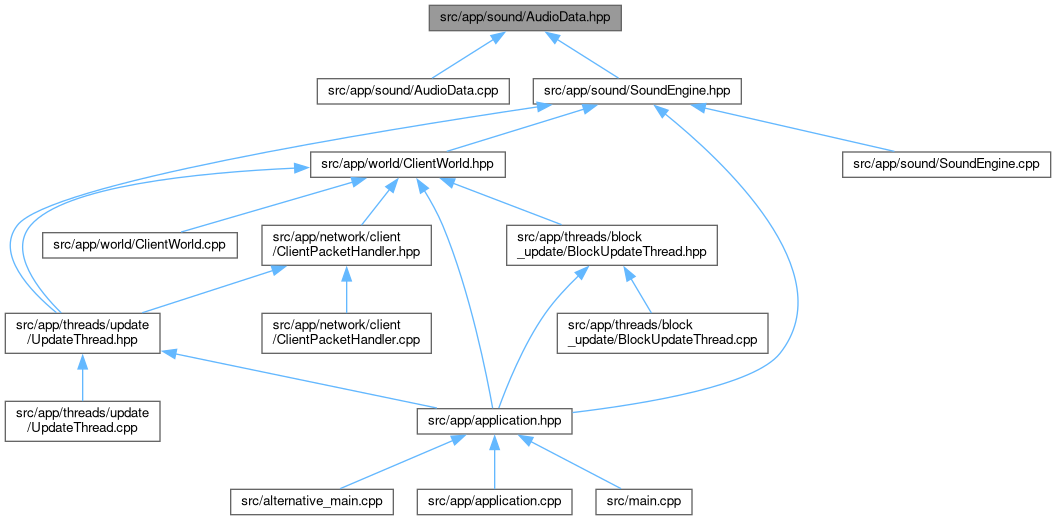 src/app/sound/AudioData.hpp
src/app/sound/AudioData.cpp
src/app/sound/SoundEngine.hpp
src/app/world/ClientWorld.hpp
src/app/sound/SoundEngine.cpp
src/app/world/ClientWorld.cpp
src/app/network/client
/ClientPacketHandler.hpp
src/app/threads/block
_update/BlockUpdateThread.hpp
src/app/threads/update
/UpdateThread.hpp
src/app/network/client
/ClientPacketHandler.cpp
src/app/threads/block
_update/BlockUpdateThread.cpp
src/app/threads/update
/UpdateThread.cpp
src/app/application.hpp
src/alternative_main.cpp
src/app/application.cpp
src/main.cpp